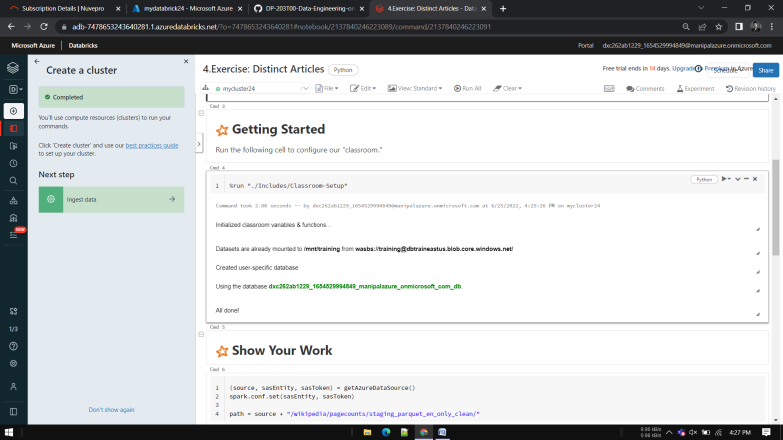 Subscription Details | Nuvepro
mydatabrick24 - Microsoft Azure
DP-203T00-Data-Engineering-on
4.Exercise: Distinct Articles - Dat
adb-7478653243640281.1.azuredatabricks.net/?o=7478653243640281#notebook/2137840246223089/command/2137840246223091
Microsoft Azure | Databricks
Portal dxc262ab1229_1654529994849@manipalazure.onmicrosoft.com
Create a cluster
Completed
You'll use compute resources (clusters) to run your
commands.
Click 'Create cluster' and use our best practices guide
to set up your cluster.
Next step
Ingest data
Don't show again
NEW
1/3
4.Exercise: Distinct Articles Python
Free trial ends in 14 days. Upgrade to Premium in Azure
Schedule
Share
mycluster24 File Edit View: Standard Run All Clear
Comments Experiment Revision history
Cmd 3
Getting Started
Run the following cell to configure our "classroom."
Cmd 4
Python
1 %run "./Includes/Classroom-Setup"
Command took 2.80 seconds -- by dxc262ab1229_1654529994849@manipalazure.onmicrosoft.com at 6/25/2022, 4:25:26 PM on mycluster24
Initialized classroom variables & functions...
Datasets are already mounted to /mnt/training from wasbs://training@dbtraineastus.blob.core.windows.net/
Created user-specific database
Using the database dxc262ab1229_1654529994849_manipalazure_onmicrosoft_com_db.
All done!
Cmd 5
Show Your Work
Cmd 6
1 (source, sasEntity, sasToken) = getAzureDataSource()
2 spark.conf.set(sasEntity, sasToken)
3
4 path = source + "/wikipedia/pagecounts/staging_parquet_en_only_clean/"
4:27 PM